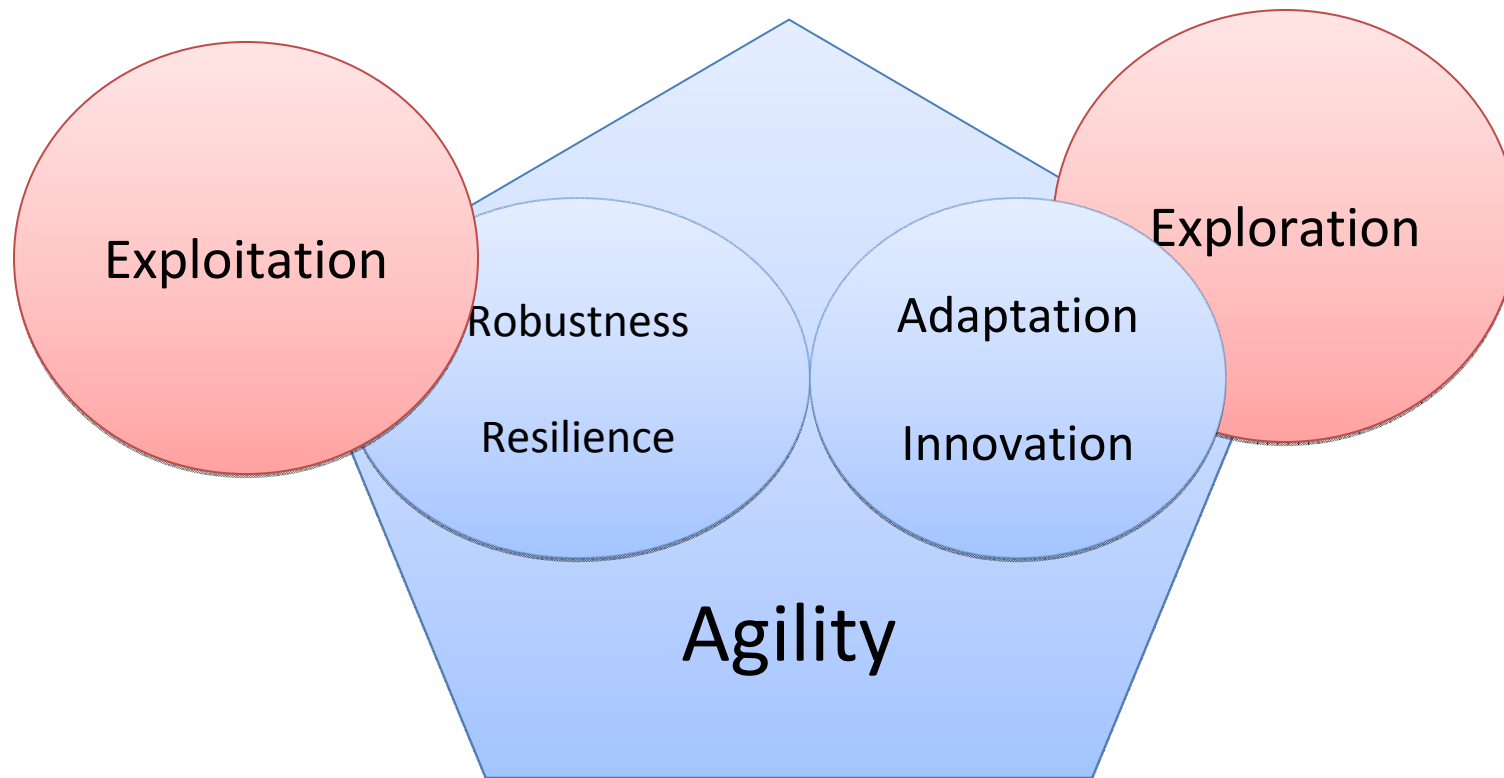 Exploitation
Exploration
Robustness
Resilience
Adaptation
Innovation
Agility